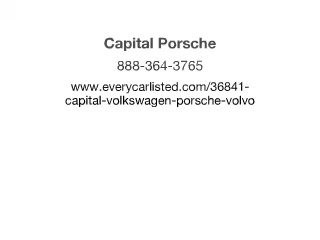 Capital Porsche
888-364-3765
www.everycarlisted.com/36841-
capital-volkswagen-porsche-volvo